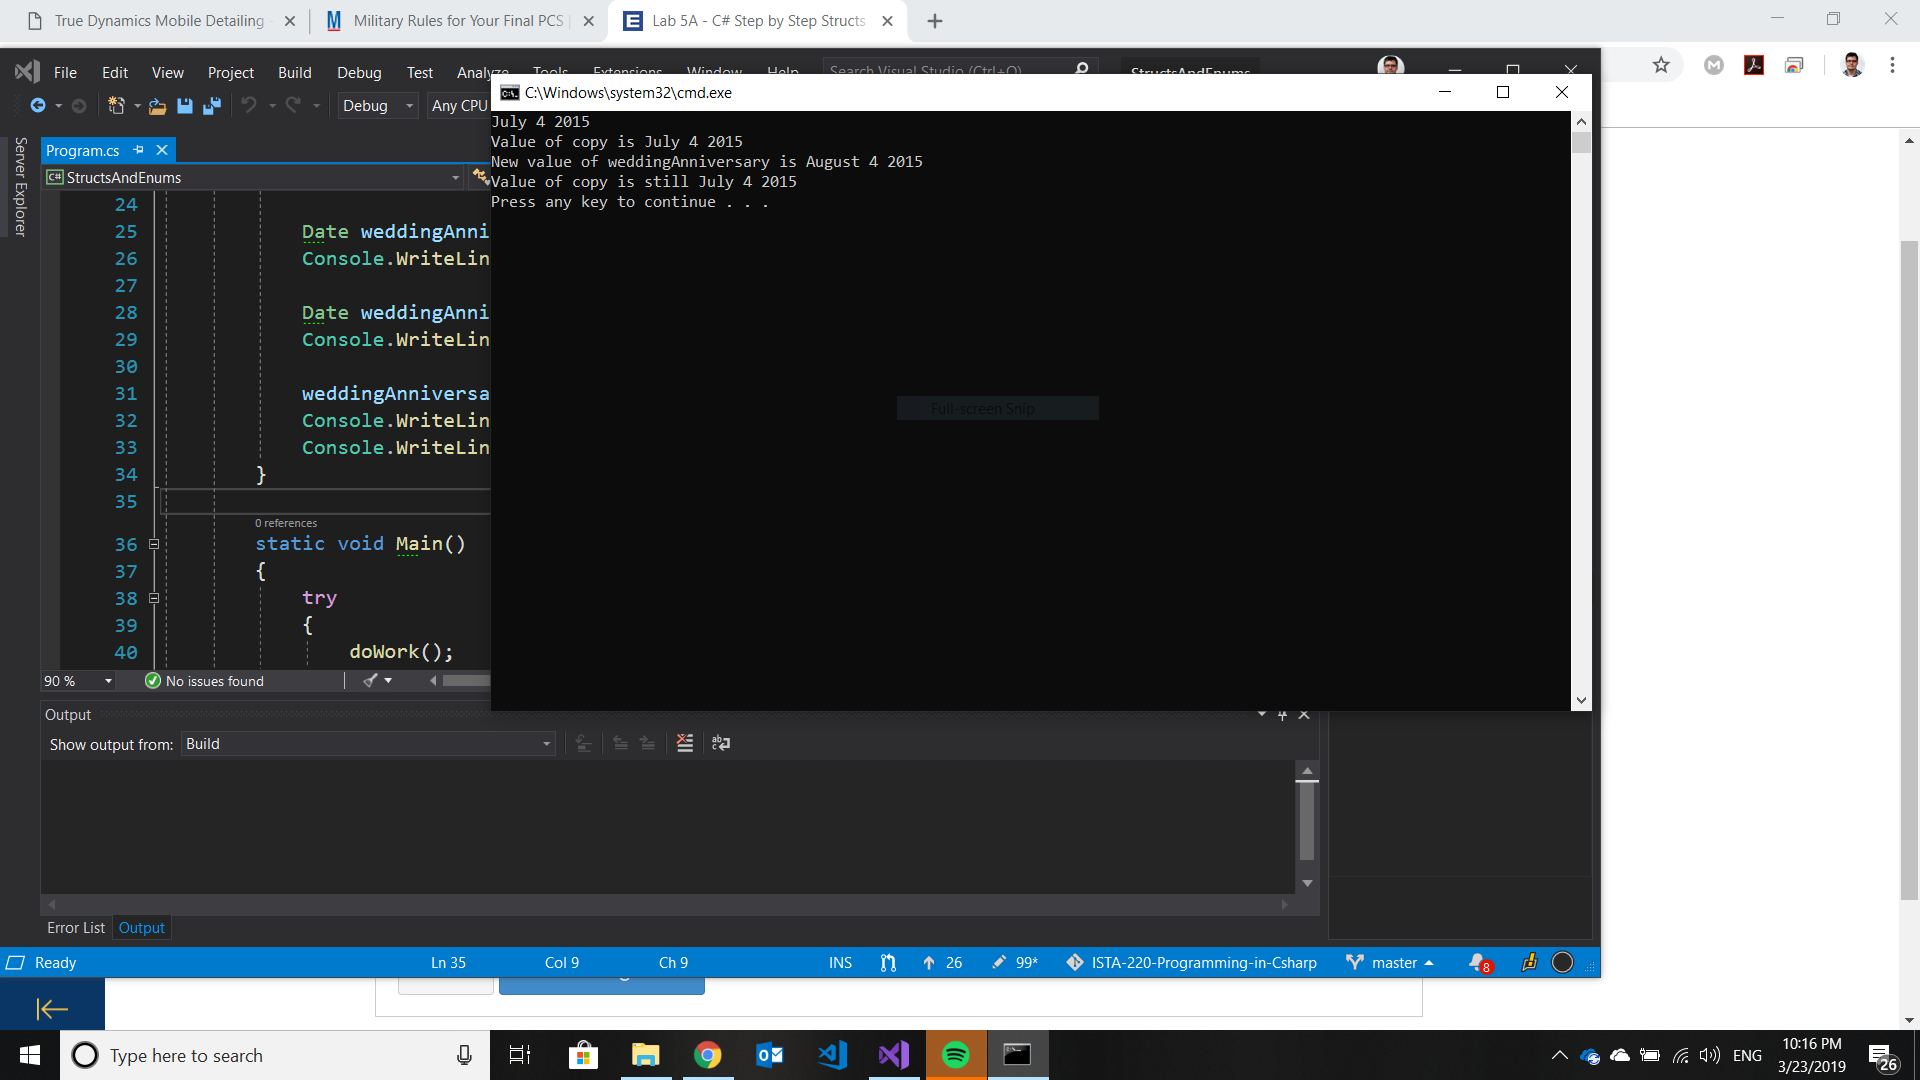 True Dynamics Mobile Detailing
Military Rules for Your Final PCS
Lab 5A - C# Step by Step Structs
File Edit View Project Build Debug Test Analyze Tools Extensions Window Help Search Visual Studio (Ctrl+Q) StructsAndEnums
Debug Any CPU
C:\Windows\system32\cmd.exe
July 4 2015
Value of copy is July 4 2015
New value of weddingAnniversary is August 4 2015
Value of copy is still July 4 2015
Press any key to continue . . .
Full-screen Snip
Server Explorer
Program.cs
C# StructsAndEnums
24
25 Date weddingAnni
26 Console.WriteLin
27
28 Date weddingAnni
29 Console.WriteLin
30
31 weddingAnniversa
32 Console.WriteLin
33 Console.WriteLin
34 }
35
0 references
36 static void Main()
37 {
38 try
39 {
40 doWork();
90 % No issues found
Output
Show output from: Build
Error List Output
Ready Ln 35 Col 9 Ch 9 INS 26 99* ISTA-220-Programming-in-Csharp master 8
Type here to search
ENG
10:16 PM
3/23/2019
26